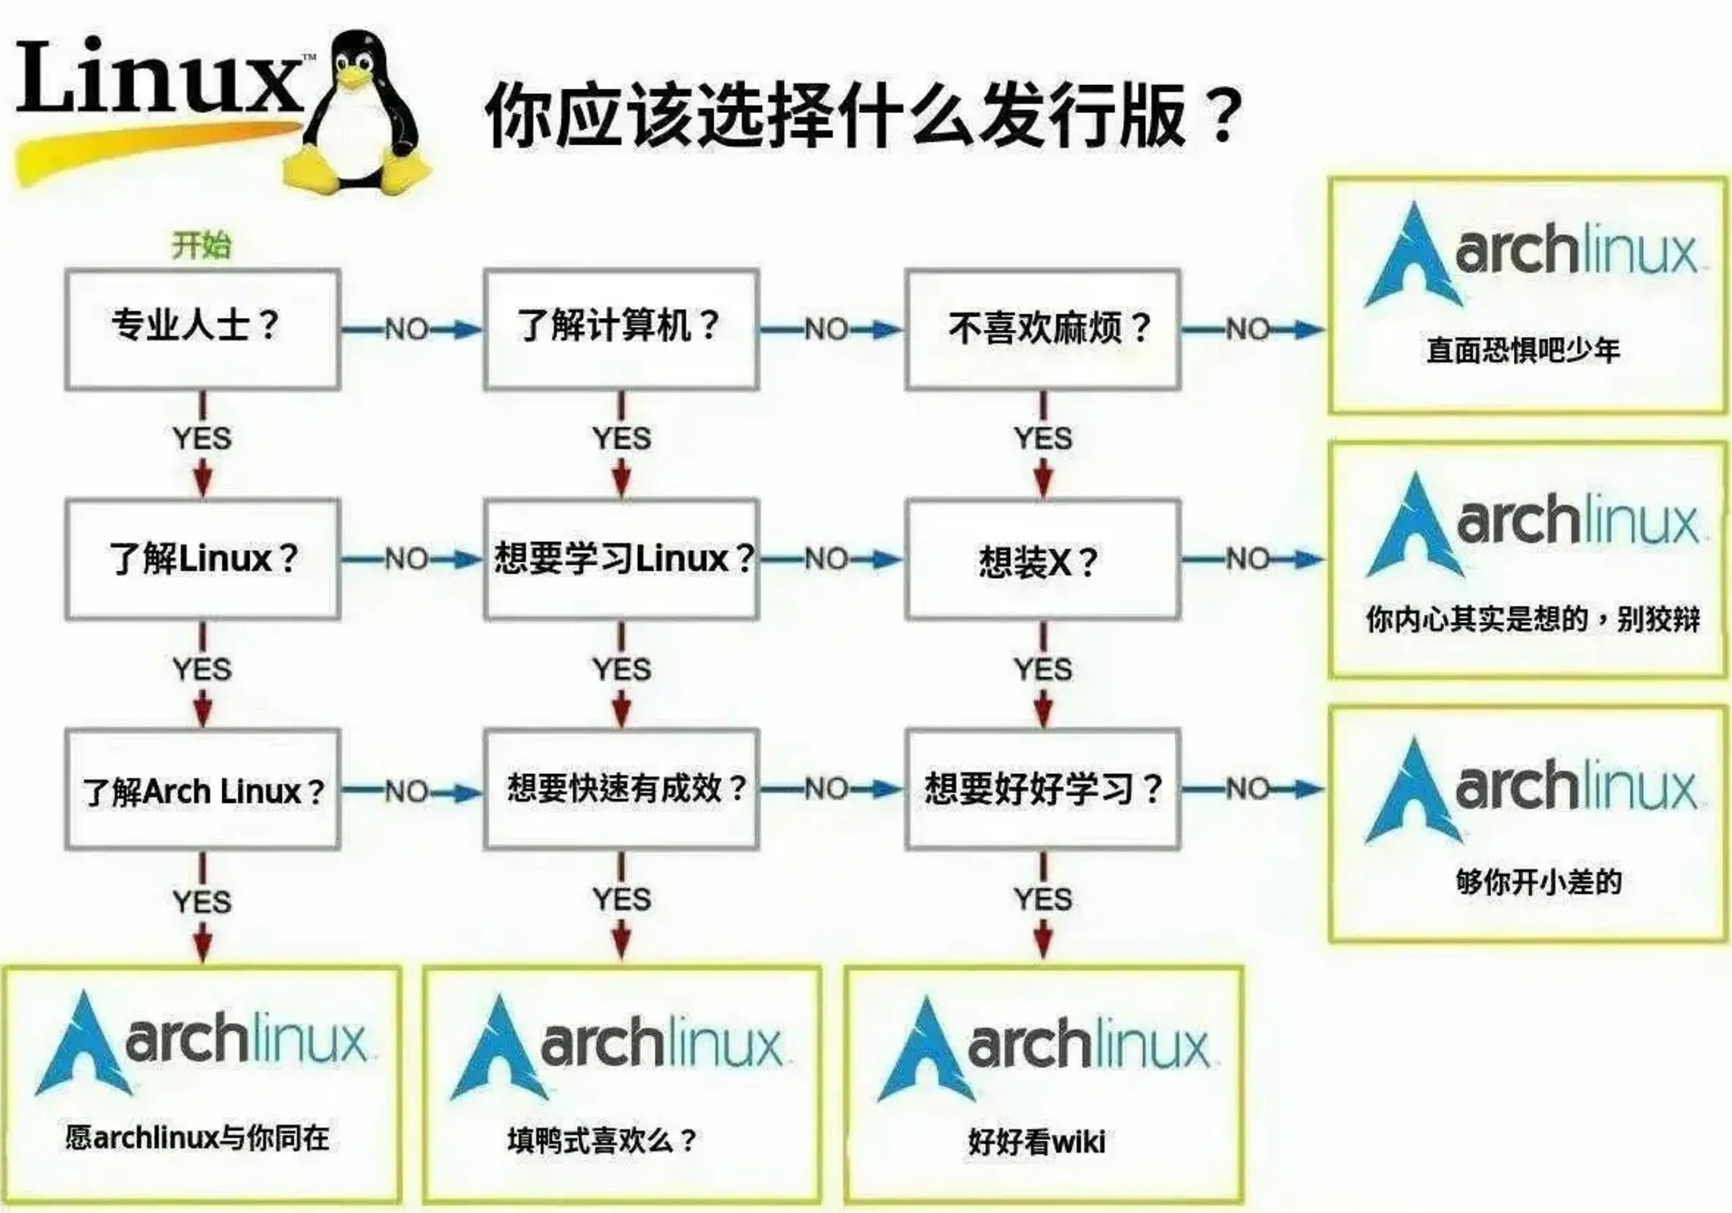 Linux™
你应该选择什么发行版？
开始
专业人士？
NO
了解计算机？
NO
不喜欢麻烦？
NO
archlinux
直面恐惧吧少年
YES
YES
YES
了解Linux？
NO
想要学习Linux？
NO
想装X？
NO
archlinux
你内心其实是想的，别狡辩
YES
YES
YES
了解Arch Linux？
NO
想要快速有成效？
NO
想要好好学习？
NO
archlinux
够你开小差的
YES
YES
YES
archlinux
愿archlinux与你同在
archlinux
填鸭式喜欢么？
archlinux
好好看wiki